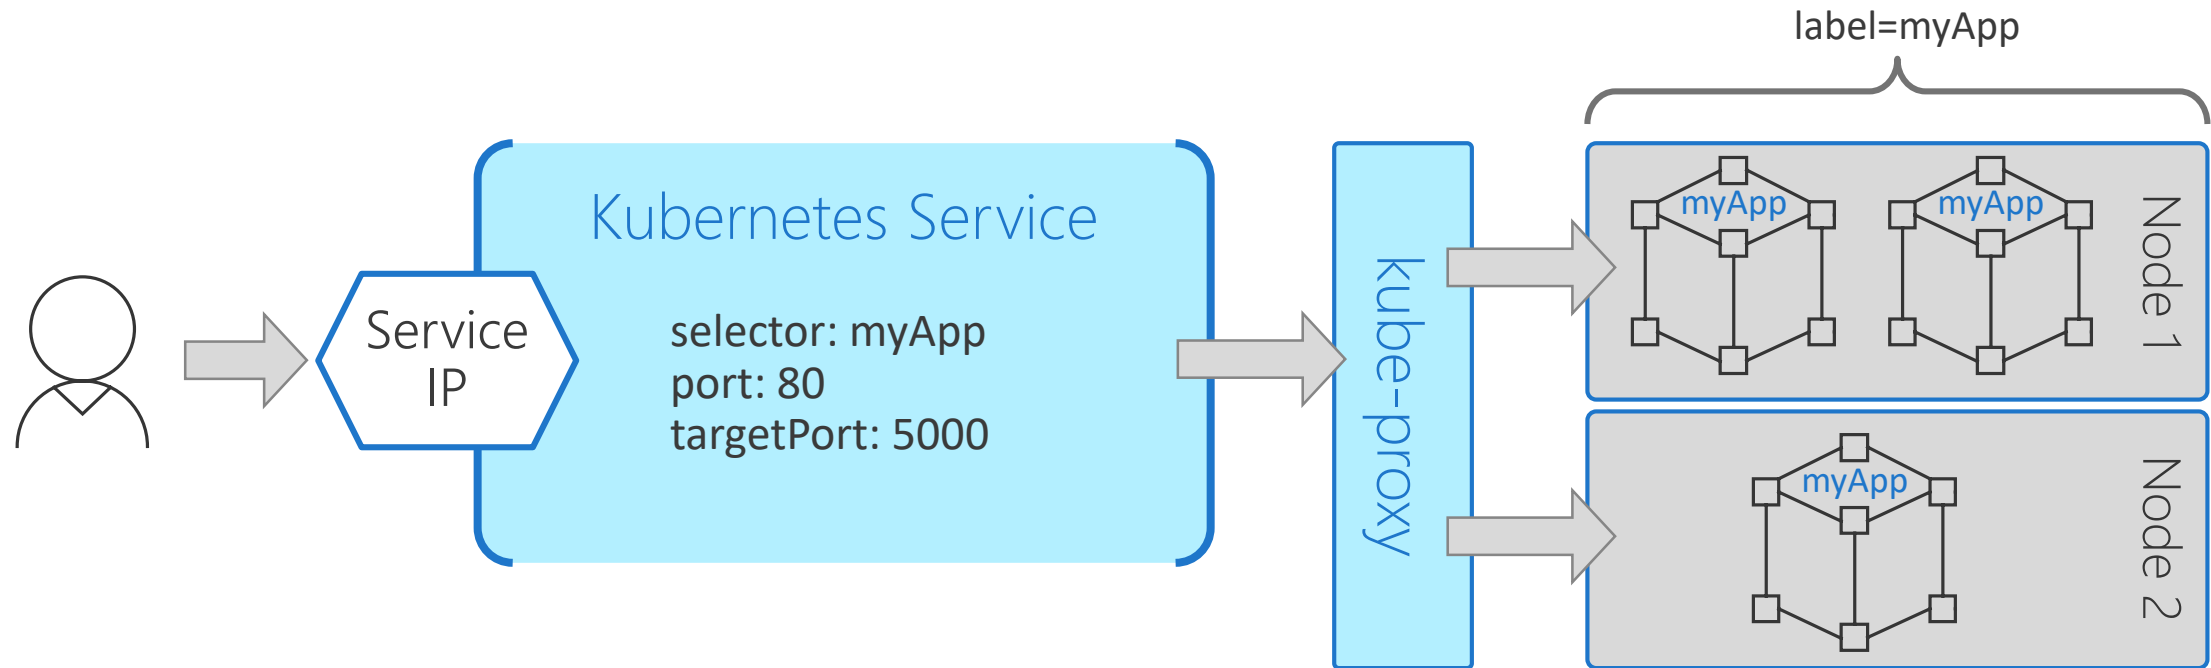 label=myApp
Kubernetes Service
Service
IP
selector: myApp
port: 80
targetPort: 5000
kube-proxy
myApp
myApp
Node 1
myApp
Node 2